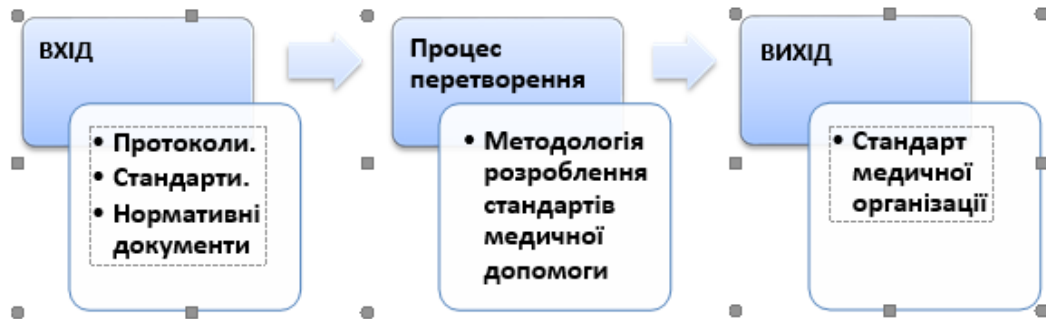 ВХІД
• Протоколи.
• Стандарти.
• Нормативні
документи
Процес
перетворення
• Методологія
розроблення
стандартів
медичної
допомоги
ВИХІД
• Стандарт
медичної
організації